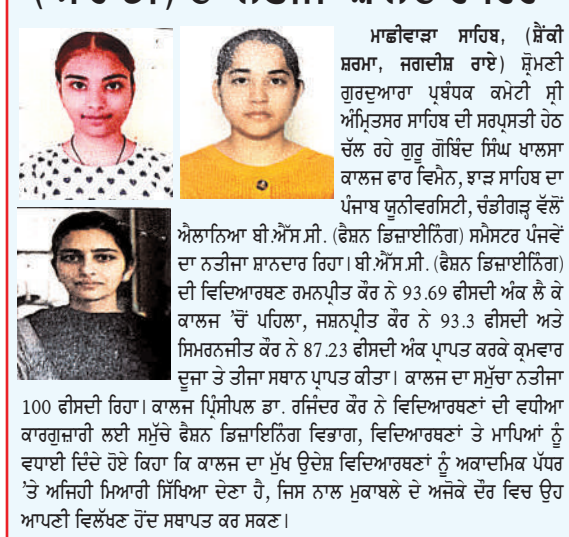 ਮਾਛੀਵਾੜਾ ਸਾਹਿਬ, (ਸ਼ੈਂਕੀ
ਸ਼ਰਮਾ, ਜਗਦੀਸ਼ ਰਾਏ) ਸ਼੍ਰੋਮਣੀ
ਗੁਰਦੁਆਰਾ ਪ੍ਰਬੰਧਕ ਕਮੇਟੀ ਸ੍ਰੀ
ਅੰਮ੍ਰਿਤਸਰ ਸਾਹਿਬ ਦੀ ਸਰਪ੍ਰਸਤੀ ਹੇਠ
ਚੱਲ ਰਹੇ ਗੁਰੂ ਗੋਬਿੰਦ ਸਿੰਘ ਖਾਲਸਾ
ਕਾਲਜ ਫਾਰ ਵਿਮੈਨ, ਝਾੜ ਸਾਹਿਬ ਦਾ
ਪੰਜਾਬ ਯੂਨੀਵਰਸਿਟੀ, ਚੰਡੀਗੜ੍ਹ ਵੱਲੋਂ
ਐਲਾਨਿਆ ਬੀ.ਐੱਸ.ਸੀ. (ਫੈਸ਼ਨ ਡਿਜ਼ਾਈਨਿੰਗ) ਸਮੈਸਟਰ ਪੰਜਵੇਂ
ਦਾ ਨਤੀਜਾ ਸ਼ਾਨਦਾਰ ਰਿਹਾ। ਬੀ.ਐੱਸ.ਸੀ. (ਫੈਸ਼ਨ ਡਿਜ਼ਾਈਨਿੰਗ)
ਦੀ ਵਿਦਿਆਰਥਣ ਰਮਨਪ੍ਰੀਤ ਕੌਰ ਨੇ 93.69 ਫੀਸਦੀ ਅੰਕ ਲੈ ਕੇ
ਕਾਲਜ 'ਚੋਂ ਪਹਿਲਾ, ਜਸ਼ਨਪ੍ਰੀਤ ਕੌਰ ਨੇ 93.3 ਫੀਸਦੀ ਅਤੇ
ਸਿਮਰਨਜੀਤ ਕੌਰ ਨੇ 87.23 ਫੀਸਦੀ ਅੰਕ ਪ੍ਰਾਪਤ ਕਰਕੇ ਕ੍ਰਮਵਾਰ
ਦੂਜਾ ਤੇ ਤੀਜਾ ਸਥਾਨ ਪ੍ਰਾਪਤ ਕੀਤਾ। ਕਾਲਜ ਦਾ ਸਮੁੱਚਾ ਨਤੀਜਾ
100 ਫੀਸਦੀ ਰਿਹਾ। ਕਾਲਜ ਪ੍ਰਿੰਸੀਪਲ ਡਾ. ਰਜਿੰਦਰ ਕੌਰ ਨੇ ਵਿਦਿਆਰਥਣਾਂ ਦੀ ਵਧੀਆ
ਕਾਰਗੁਜ਼ਾਰੀ ਲਈ ਸਮੁੱਚੇ ਫੈਸ਼ਨ ਡਿਜ਼ਾਇਨਿੰਗ ਵਿਭਾਗ, ਵਿਦਿਆਰਥਣਾਂ ਤੇ ਮਾਪਿਆਂ ਨੂੰ
ਵਧਾਈ ਦਿੰਦੇ ਹੋਏ ਕਿਹਾ ਕਿ ਕਾਲਜ ਦਾ ਮੁੱਖ ਉਦੇਸ਼ ਵਿਦਿਆਰਥਣਾਂ ਨੂੰ ਅਕਾਦਮਿਕ ਪੱਧਰ
'ਤੇ ਅਜਿਹੀ ਮਿਆਰੀ ਸਿੱਖਿਆ ਦੇਣਾ ਹੈ, ਜਿਸ ਨਾਲ ਮੁਕਾਬਲੇ ਦੇ ਅਜੋਕੇ ਦੌਰ ਵਿਚ ਉਹ
ਆਪਣੀ ਵਿਲੱਖਣ ਹੋਂਦ ਸਥਾਪਤ ਕਰ ਸਕਣ।